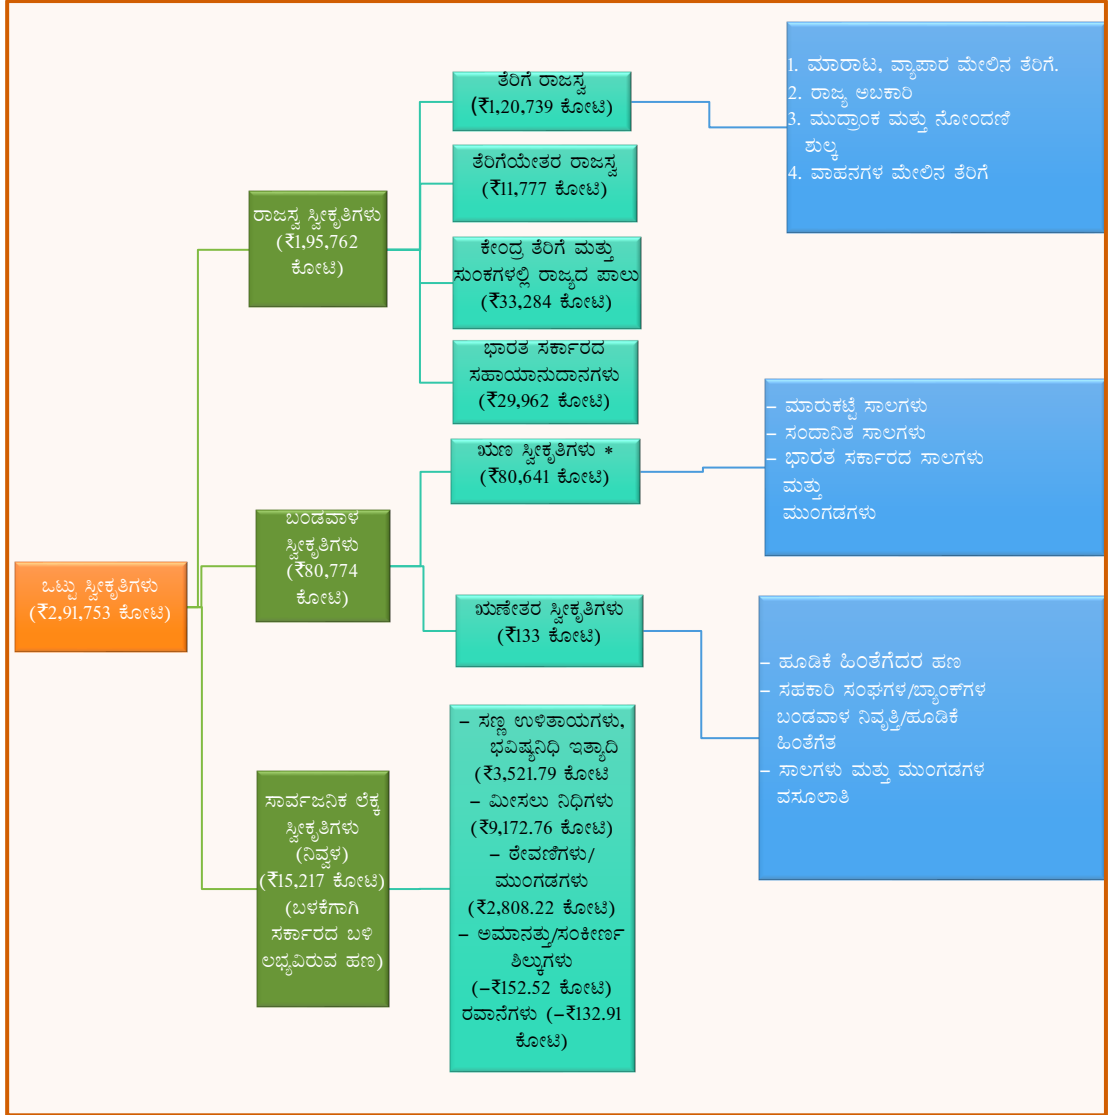 ಒಟ್ಟು ಸ್ವೀಕೃತಿಗಳು
(₹2,91,753 ಕೋಟಿ)
ರಾಜಸ್ವ ಸ್ವೀಕೃತಿಗಳು
(₹1,95,762
ಕೋಟಿ)
ತೆರಿಗೆ ರಾಜಸ್ವ
(₹1,20,739 ಕೋಟಿ)
1. ಮಾರಾಟ, ವ್ಯಾಪಾರ ಮೇಲಿನ ತೆರಿಗೆ.
2. ರಾಜ್ಯ ಅಬಕಾರಿ
3. ಮುದ್ರಾಂಕ ಮತ್ತು ನೋಂದಣಿ
ಶುಲ್ಕ
4. ವಾಹನಗಳ ಮೇಲಿನ ತೆರಿಗೆ
ತೆರಿಗೆಯೇತರ ರಾಜಸ್ವ
(₹11,777 ಕೋಟಿ)
ಕೇಂದ್ರ ತೆರಿಗೆ ಮತ್ತು
ಸುಂಕಗಳಲ್ಲಿ ರಾಜ್ಯದ ಪಾಲು
(₹33,284 ಕೋಟಿ)
ಭಾರತ ಸರ್ಕಾರದ
ಸಹಾಯಾನುದಾನಗಳು
(₹29,962 ಕೋಟಿ)
ಬಂಡವಾಳ
ಸ್ವೀಕೃತಿಗಳು
(₹80,774
ಕೋಟಿ)
ಋಣ ಸ್ವೀಕೃತಿಗಳು *
(₹80,641 ಕೋಟಿ)
– ಮಾರುಕಟ್ಟೆ ಸಾಲಗಳು
– ಸಂದಾನಿತ ಸಾಲಗಳು
– ಭಾರತ ಸರ್ಕಾರದ ಸಾಲಗಳು
ಮತ್ತು
ಮುಂಗಡಗಳು
ಋಣೇತರ ಸ್ವೀಕೃತಿಗಳು
(₹133 ಕೋಟಿ)
– ಹೂಡಿಕೆ ಹಿಂತೆಗೆದರ ಹಣ
– ಸಹಕಾರಿ ಸಂಘಗಳ/ಬ್ಯಾಂಕ್‌ಗಳ
ಬಂಡವಾಳ ನಿವೃತ್ತಿ/ಹೂಡಿಕೆ
ಹಿಂತೆಗೆತ
– ಸಾಲಗಳು ಮತ್ತು ಮುಂಗಡಗಳ
ವಸೂಲಾತಿ
ಸಾರ್ವಜನಿಕ ಲೆಕ್ಕ
ಸ್ವೀಕೃತಿಗಳು
(ನಿವ್ವಳ)
(₹15,217 ಕೋಟಿ)
(ಬಳಕೆಗಾಗಿ
ಸರ್ಕಾರದ ಬಳಿ
ಲಭ್ಯವಿರುವ ಹಣ)
– ಸಣ್ಣ ಉಳಿತಾಯಗಳು,
ಭವಿಷ್ಯನಿಧಿ ಇತ್ಯಾದಿ
(₹3,521.79 ಕೋಟಿ
– ಮೀಸಲು ನಿಧಿಗಳು
(₹9,172.76 ಕೋಟಿ)
– ಠೇವಣಿಗಳು/
ಮುಂಗಡಗಳು
(₹2,808.22 ಕೋಟಿ)
– ಅಮಾನತ್ತು/ಸಂಕೀರ್ಣ
ಶಿಲ್ಕುಗಳು
(–₹152.52 ಕೋಟಿ)
ರವಾನೆಗಳು (–₹132.91
ಕೋಟಿ)